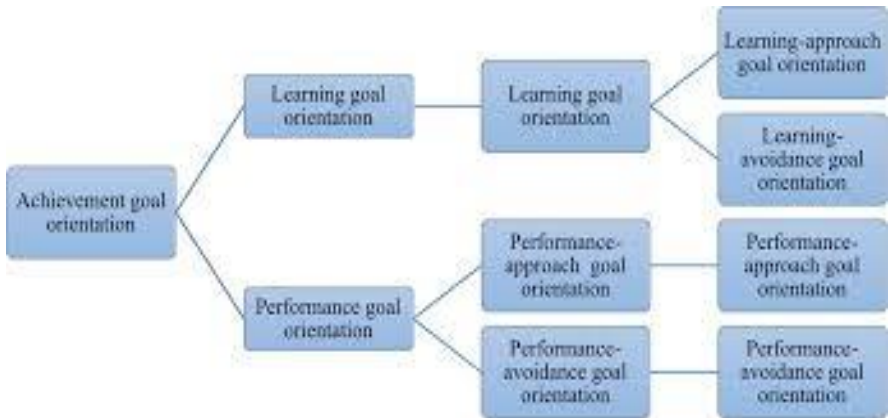 Achievement goal
orientation
Learning goal
orientation
Performance goal
orientation
Learning goal
orientation
Performance-
approach goal
orientation
Performance-
avoidance goal
orientation
Learning-approach
goal orientation
Learning-
avoidance goal
orientation
Performance-
approach goal
orientation
Performance-
avoidance goal
orientation